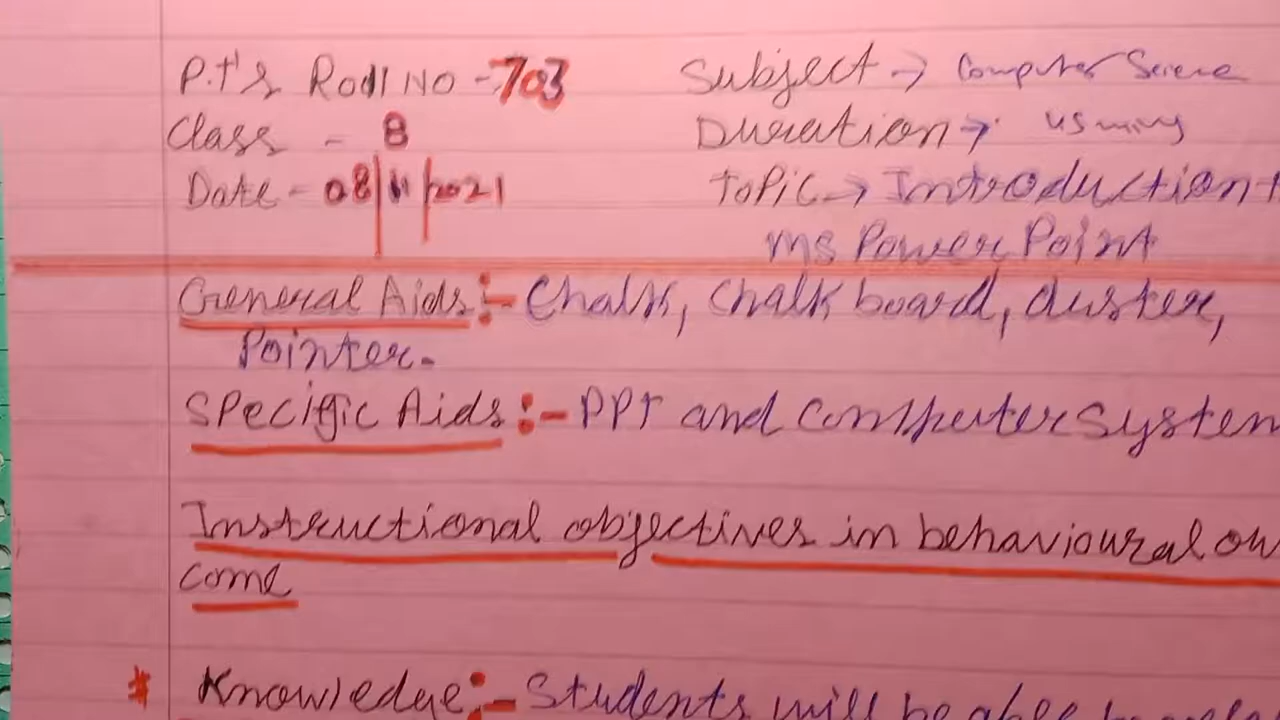 P.T's Roll NO - 703
Subject → Computer Science
Class - 8
Duration →
Date - 08/11/2021
Topic → Introduction t
ms Power Point
General Aids :- Chalk, Chalk board, duster,
Pointer.
Specific Aids :- PPT and Computer System
Instructional objectives in behavioural ou
come
* Knowledge :- Students will be able to